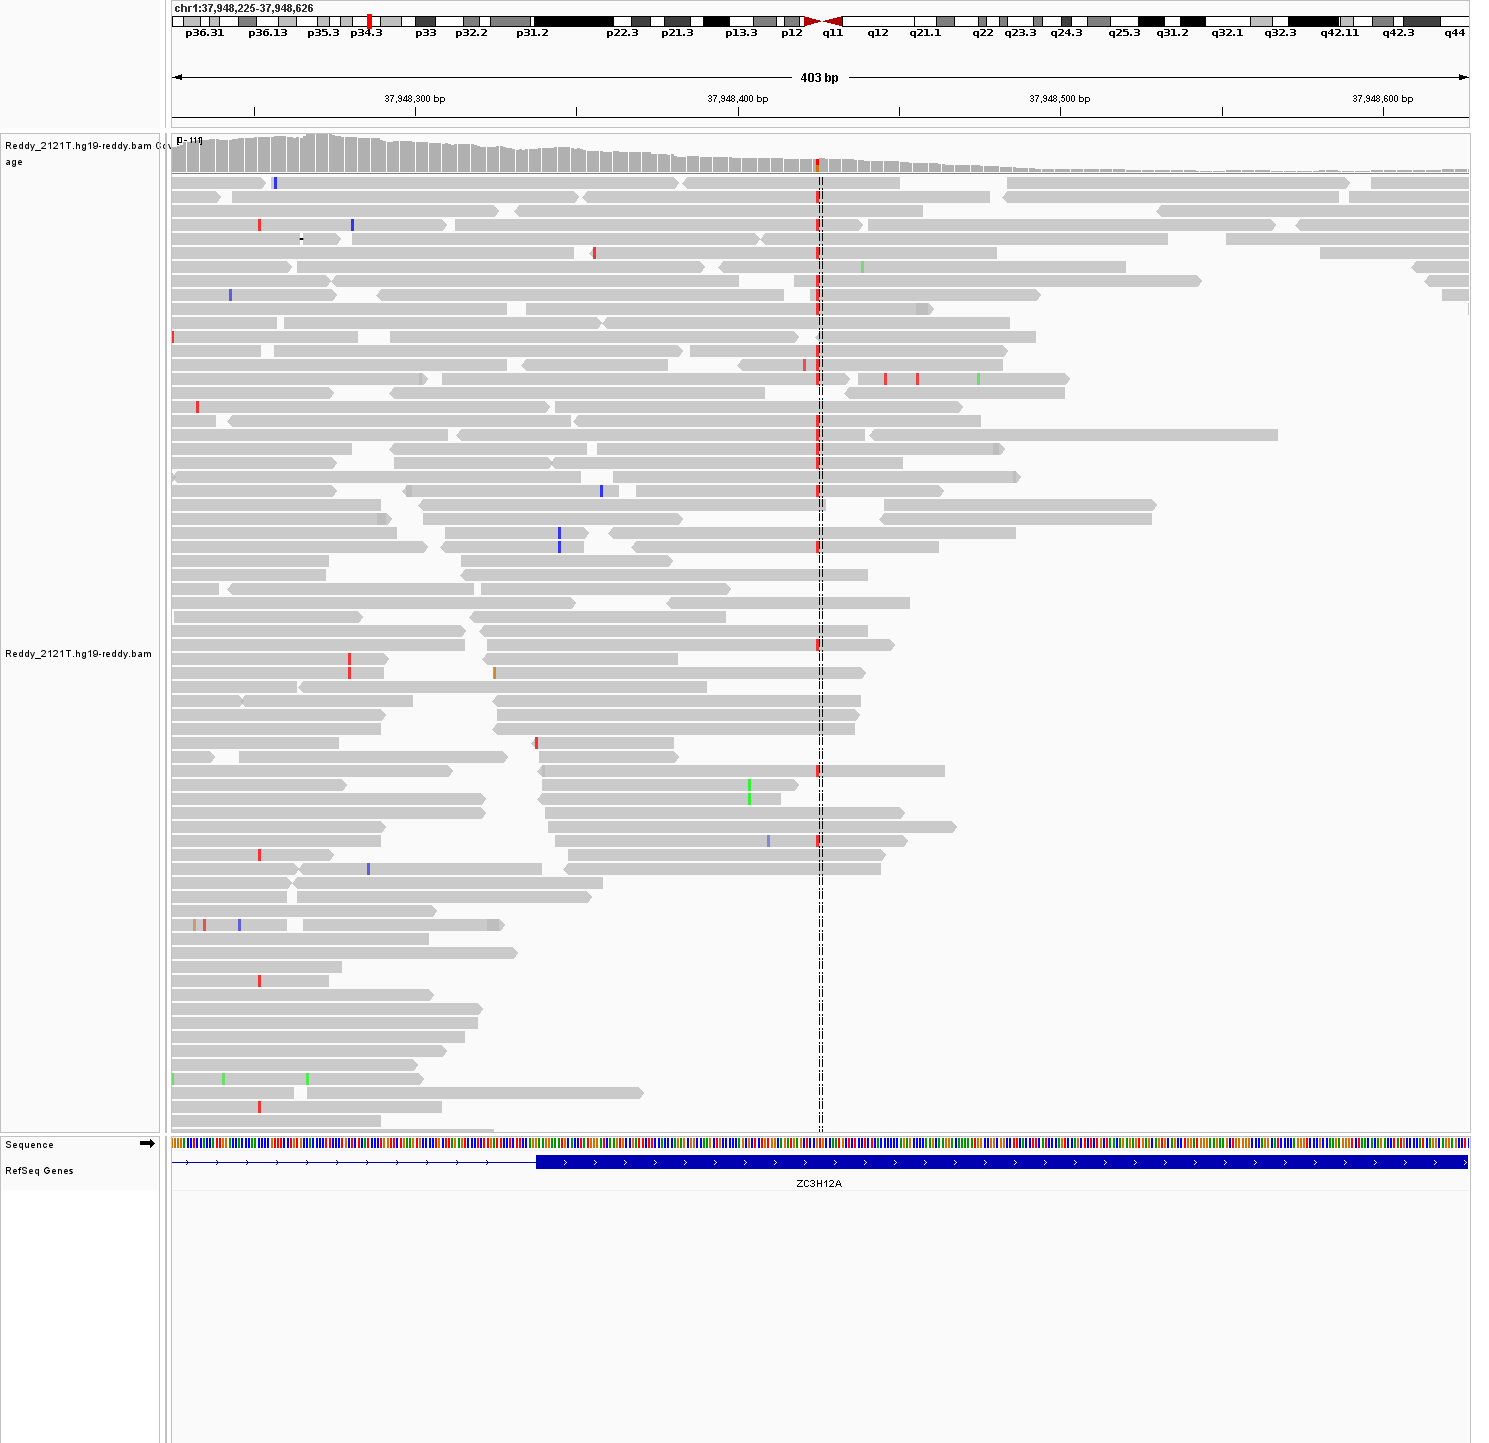 chr1:37,948,225-37,948,626
p36.31 p36.13 p35.3 p34.3 p33 p32.2 p31.2 p22.3 p21.3 p13.3 p12 q11 q12 q21.1 q22 q23.3 q24.3 q25.3 q31.2 q32.1 q32.3 q42.11 q42.3 q44
403 bp
37,948,300 bp 37,948,400 bp 37,948,500 bp 37,948,600 bp
Reddy_2121T.hg19-reddy.bam Cov
age
[0 - 111]
Reddy_2121T.hg19-reddy.bam
Sequence
RefSeq Genes
ZC3H12A